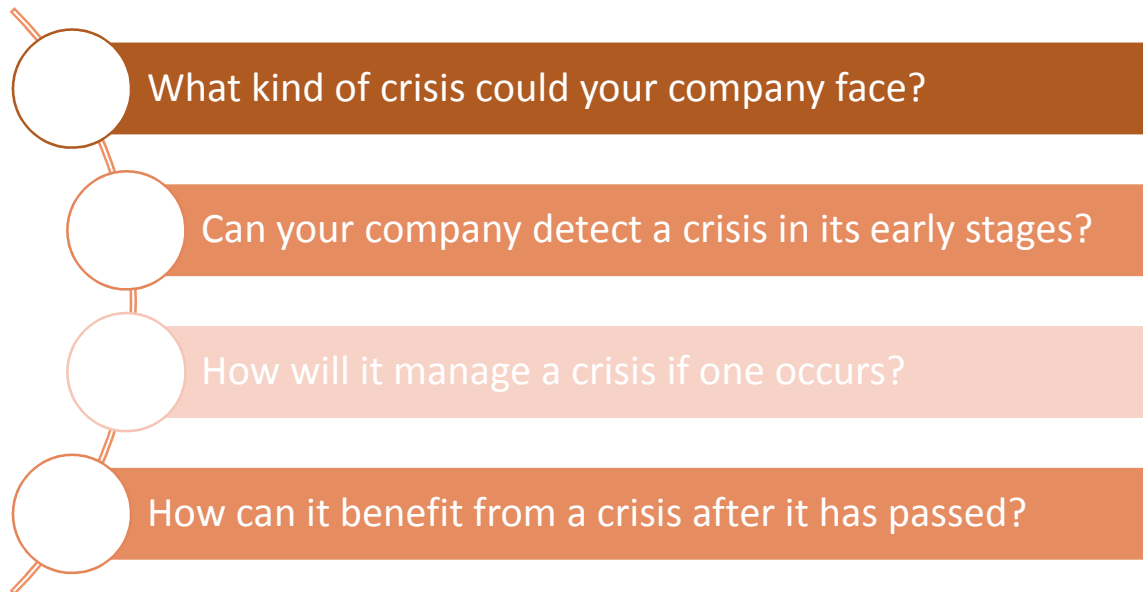 What kind of crisis could your company face?
Can your company detect a crisis in its early stages?
How will it manage a crisis if one occurs?
How can it benefit from a crisis after it has passed?